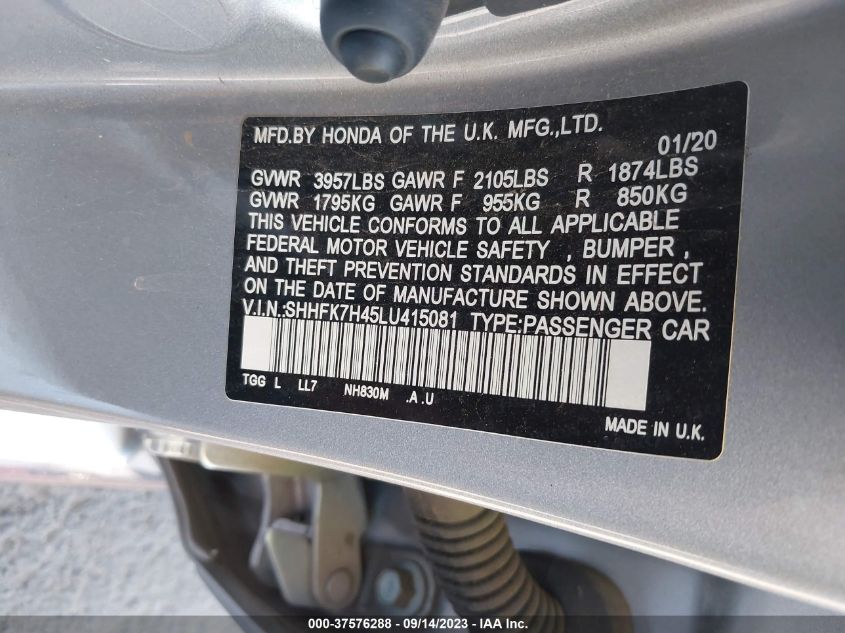 MFD.BY HONDA OF THE U.K. MFG.,LTD.
01/20
GVWR 3957LBS GAWR F 2105LBS R 1874LBS
GVWR 1795KG GAWR F 955KG R 850KG
THIS VEHICLE CONFORMS TO ALL APPLICABLE
FEDERAL MOTOR VEHICLE SAFETY , BUMPER ,
AND THEFT PREVENTION STANDARDS IN EFFECT
ON THE DATE OF MANUFACTURE SHOWN ABOVE.
V.I.N.:SHHFK7H45LU415081 TYPE:PASSENGER CAR
TGG L LL7 NH830M .A .U
MADE IN U.K.
000-37576288 - 09/14/2023 - IAA Inc.